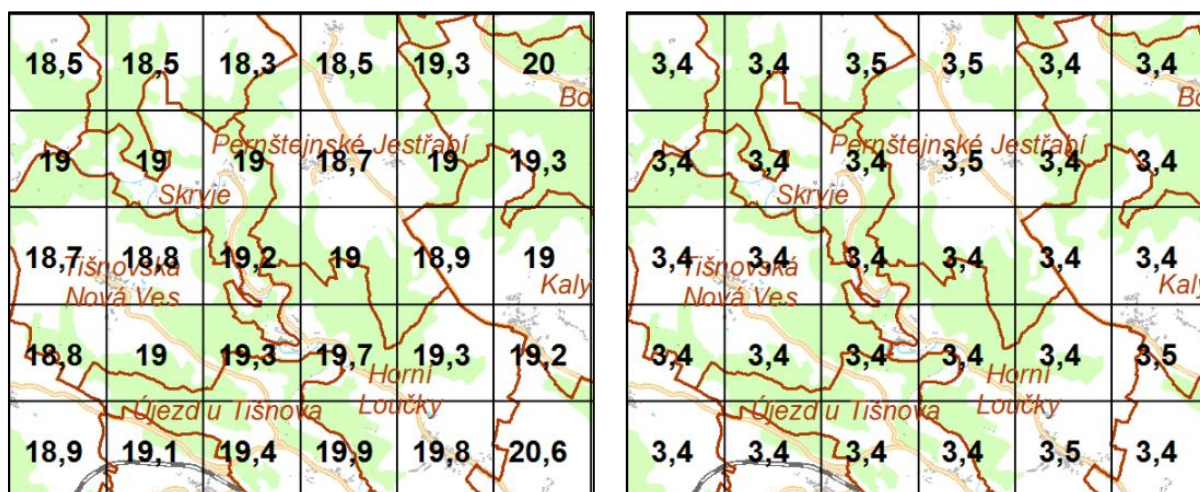 18,5 18,5 18,3 18,5 19,3 20
Bo
Pernštejnské Jestřabí
19 19 19 18,7 19 19,3
Skryje
18,7 18,8 19,2 19 18,9 19
Tišnovská
Nová Ves
Kaly
18,8 19 19,3 19,7 19,3 19,2
Horní
Loučky
Újezd u Tišnova
18,9 19,1 19,4 19,9 19,8 20,6
3,4 3,4 3,5 3,5 3,4 3,4
Bo
Pernštejnské Jestřabí
3,4 3,4 3,4 3,5 3,4 3,4
Skryje
3,4 3,4 3,4 3,4 3,4 3,4
Tišnovská
Nová Ves
Kaly
3,4 3,4 3,4 3,4 3,4 3,5
Horní
Loučky
Újezd u Tišnova
3,4 3,4 3,4 3,4 3,5 3,4